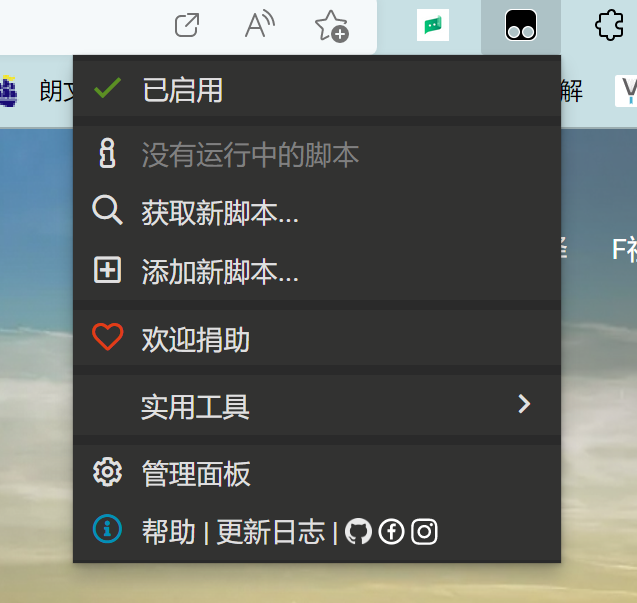 朗文
已启用
解
没有运行中的脚本
获取新脚本...
添加新脚本...
欢迎捐助
实用工具
管理面板
帮助 | 更新日志 |